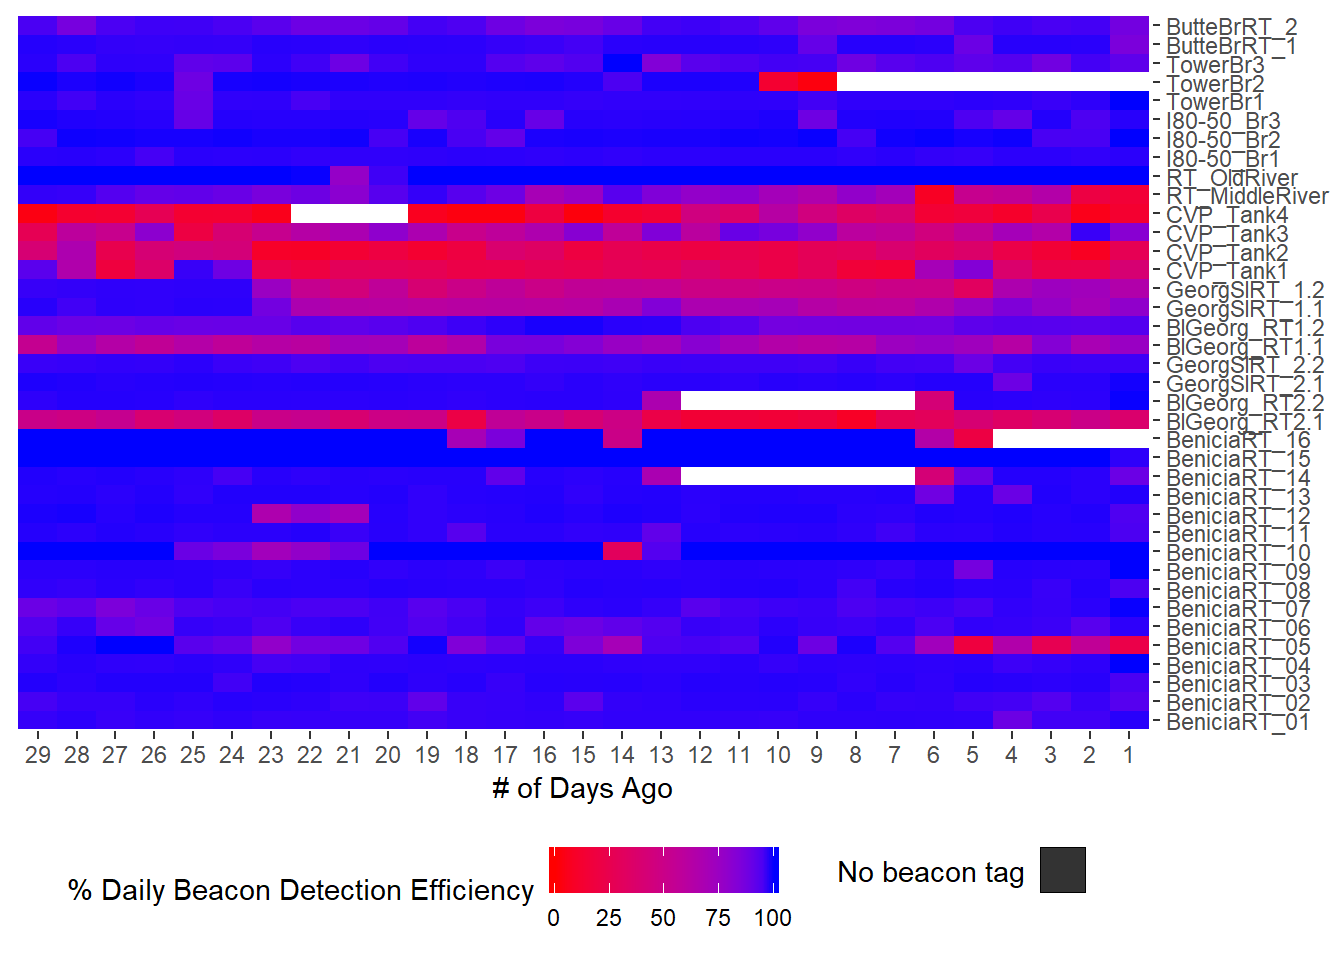 ButteBrRT_2
ButteBrRT_1
TowerBr3
TowerBr2
TowerBr1
I80-50_Br3
I80-50_Br2
I80-50_Br1
RT_OldRiver
RT_MiddleRiver
CVP_Tank4
CVP_Tank3
CVP_Tank2
CVP_Tank1
GeorgSlRT_1.2
GeorgSlRT_1.1
BlGeorg_RT1.2
BlGeorg_RT1.1
GeorgSlRT_2.2
GeorgSlRT_2.1
BlGeorg_RT2.2
BlGeorg_RT2.1
BeniciaRT_16
BeniciaRT_15
BeniciaRT_14
BeniciaRT_13
BeniciaRT_12
BeniciaRT_11
BeniciaRT_10
BeniciaRT_09
BeniciaRT_08
BeniciaRT_07
BeniciaRT_06
BeniciaRT_05
BeniciaRT_04
BeniciaRT_03
BeniciaRT_02
BeniciaRT_01
29 28 27 26 25 24 23 22 21 20 19 18 17 16 15 14 13 12 11 10 9 8 7 6 5 4 3 2 1
# of Days Ago
% Daily Beacon Detection Efficiency
0 25 50 75 100
No beacon tag